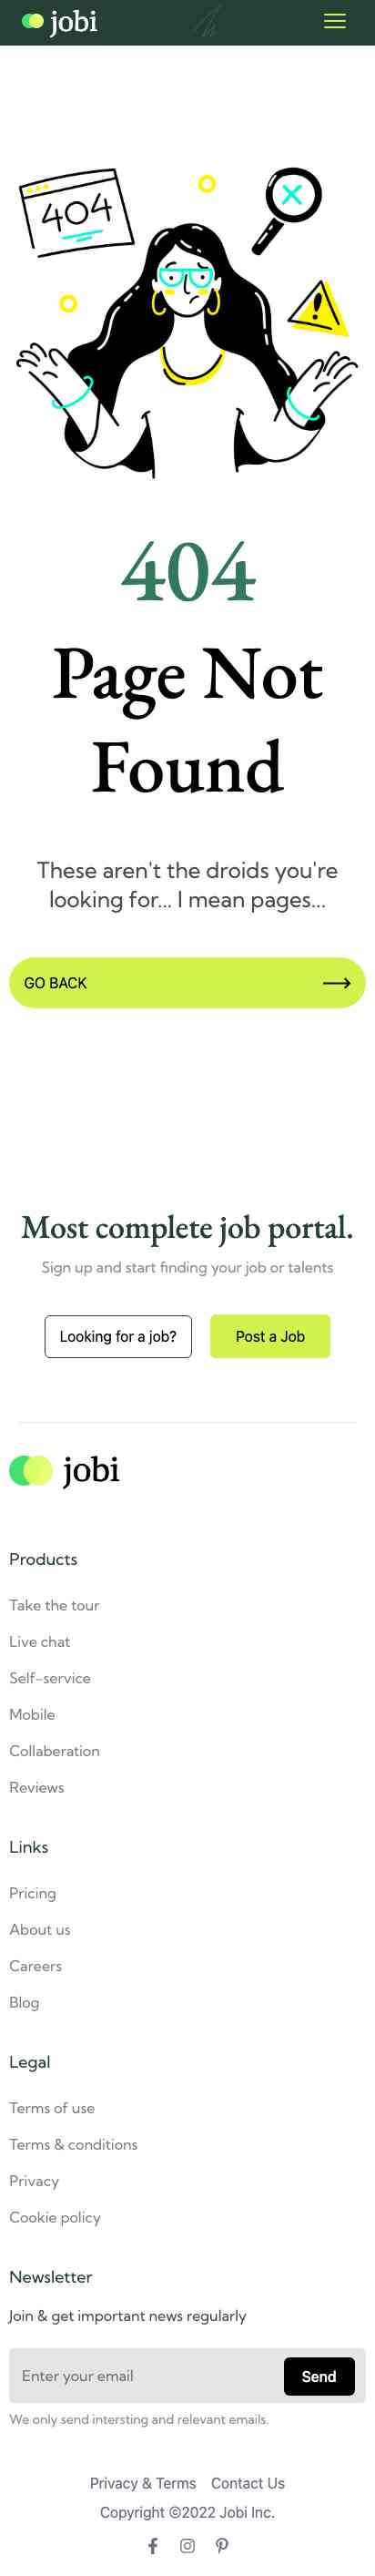 jobi
404
404
Page Not
Found
These aren't the droids you're
looking for... I mean pages...
GO BACK
Most complete job portal.
Sign up and start finding your job or talents
Looking for a job?
Post a Job
jobi
Products
Take the tour
Live chat
Self-service
Mobile
Collaberation
Reviews
Links
Pricing
About us
Careers
Blog
Legal
Terms of use
Terms & conditions
Privacy
Cookie policy
Newsletter
Join & get important news regularly
Enter your email
Send
We only send intersting and relevant emails.
Privacy & Terms Contact Us
Copyright ©2022 Jobi Inc.